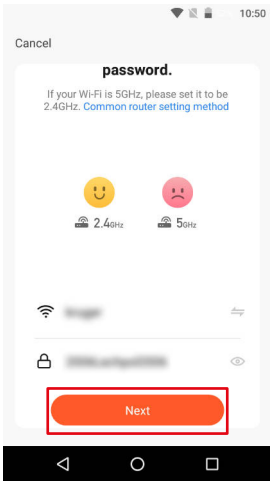 10:50
Cancel
password.
If your Wi-Fi is 5GHz, please set it to be
2.4GHz. Common router setting method
2.4GHz 5GHz
Next